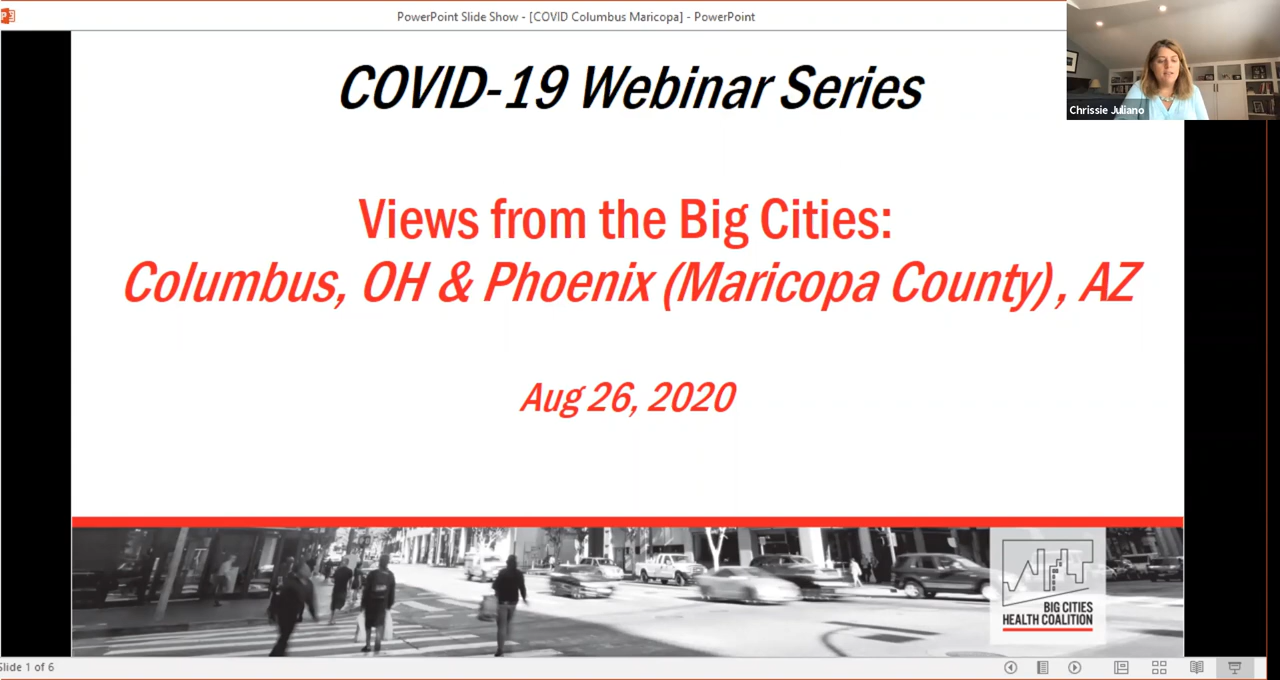 PowerPoint Slide Show - [COVID Columbus Maricopa] - PowerPoint
Chrissie Juliano
COVID-19 Webinar Series
Views from the Big Cities:
Columbus, OH & Phoenix (Maricopa County), AZ
Aug 26, 2020
BIG CITIES
HEALTH COALITION
Slide 1 of 6